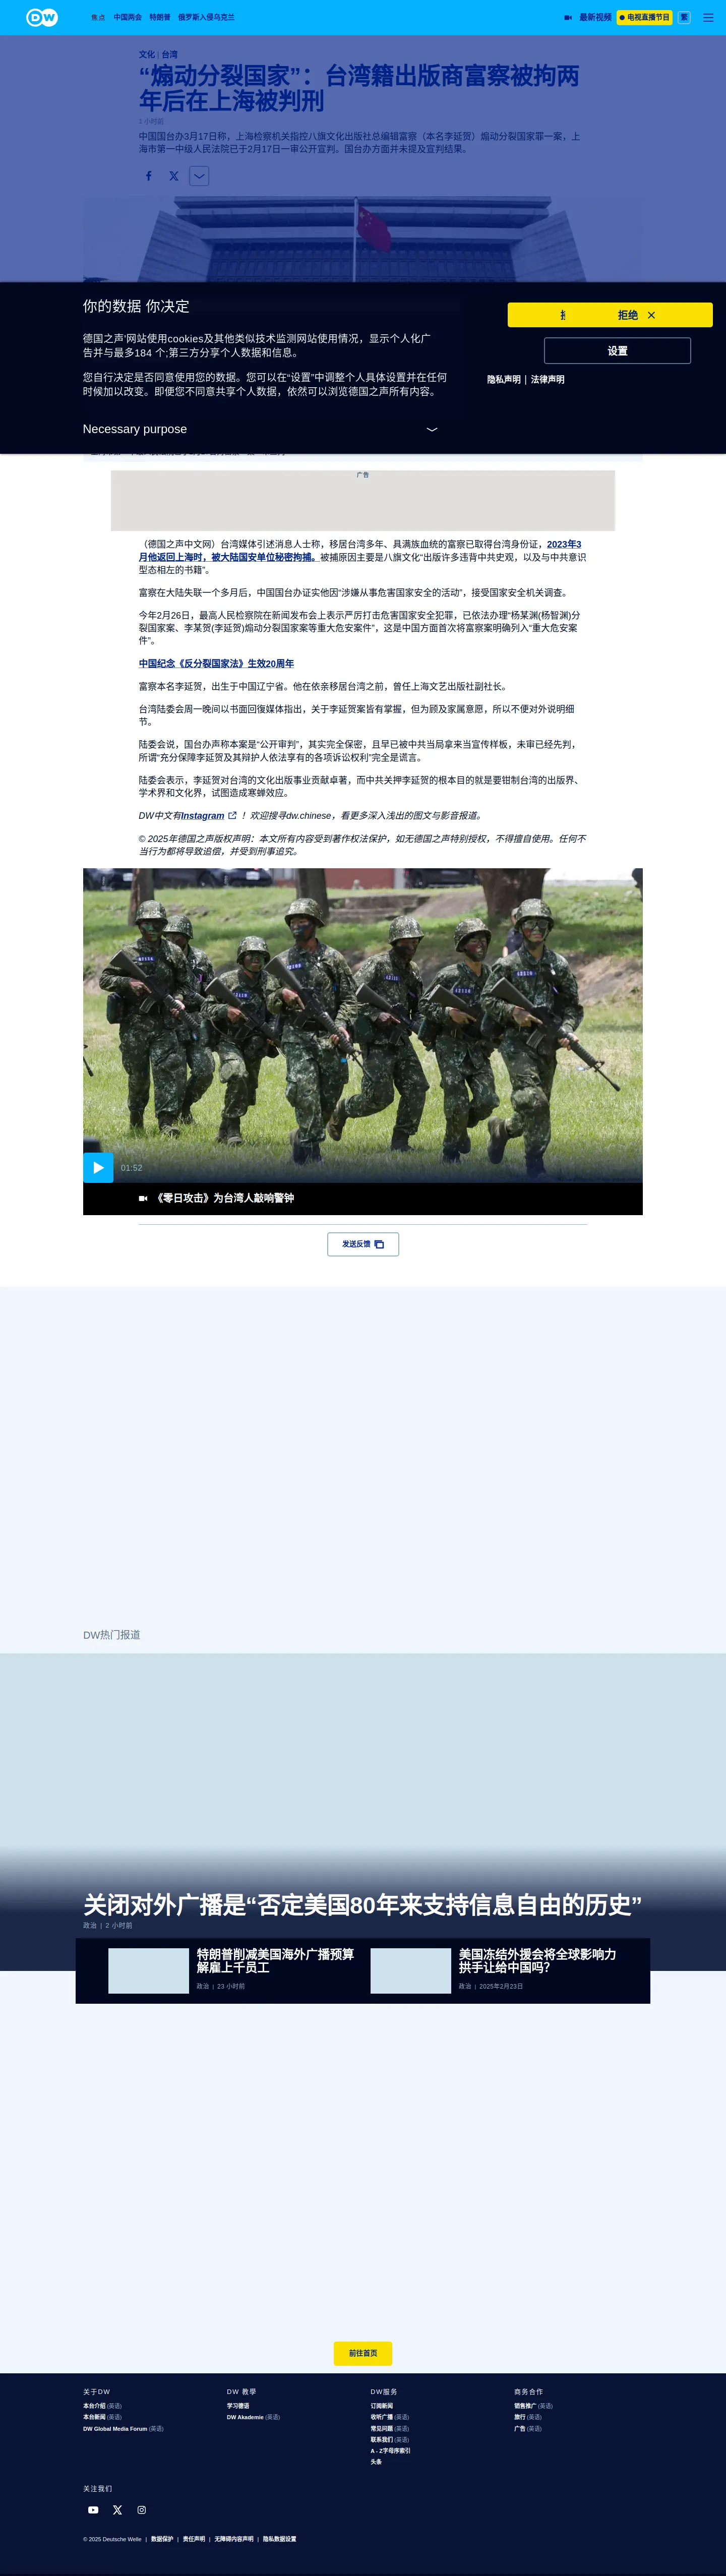 DW
焦点 中国两会 特朗普 俄罗斯人侵乌克兰
最新视频 电视直播节目 繁
文化 | 台湾
“煽动分裂国家”：台湾籍出版商富察被拘两
年后在上海被判刑
1 小时前
中国国台办3月17日称，上海检察机关指控八旗文化出版社总编辑富察（本名李延贺）煽动分裂国家罪一案，上
海市第一中级人民法院已于2月17日一审公开宣判。国台办方面并未提及宣判结果。
你的数据 你决定
拒绝
德国之声'网站使用cookies及其他类似技术监测网站使用情况，显示个人化广
告并与最多184 个;第三方分享个人数据和信息。
设置
您自行决定是否同意使用您的数据。您可以在“设置”中调整个人具体设置并在任何
时候加以改变。即便您不同意共享个人数据，依然可以浏览德国之声所有内容。
隐私声明 | 法律声明
Necessary purpose
广告
（德国之声中文网）台湾媒体引述消息人士称，移居台湾多年、具满族血统的富察已取得台湾身份证，2023年3
月他返回上海时，被大陆国安单位秘密拘捕。被捕原因主要是八旗文化“出版许多违背中共史观，以及与中共意识
型态相左的书籍”。
富察在大陆失联一个多月后，中国国台办证实他因“涉嫌从事危害国家安全的活动”，接受国家安全机关调查。
今年2月26日，最高人民检察院在新闻发布会上表示严厉打击危害国家安全犯罪，已依法办理“杨某渊(杨智渊)分
裂国家案、李某贺(李延贺)煽动分裂国家案等重大危安案件”，这是中国方面首次将富察案明确列入“重大危安案
件”。
中国纪念《反分裂国家法》生效20周年
富察本名李延贺，出生于中国辽宁省。他在依亲移居台湾之前，曾任上海文艺出版社副社长。
台湾陆委会周一晚间以书面回復媒体指出，关于李延贺案皆有掌握，但为顾及家属意愿，所以不便对外说明细
节。
陆委会说，国台办声称本案是“公开审判”，其实完全保密，且早已被中共当局拿来当宣传样板，未审已经先判，
所谓“充分保障李延贺及其辩护人依法享有的各项诉讼权利”完全是谎言。
陆委会表示，李延贺对台湾的文化出版事业贡献卓著，而中共关押李延贺的根本目的就是要钳制台湾的出版界、
学术界和文化界，试图造成寒蝉效应。
DW中文有Instagram ！欢迎搜寻dw.chinese，看更多深入浅出的图文与影音报道。
© 2025年德国之声版权声明：本文所有内容受到著作权法保护，如无德国之声特别授权，不得擅自使用。任何不
当行为都将导致追偿，并受到刑事追究。
01:52
《零日攻击》为台湾人敲响警钟
发送反馈
DW热门报道
关闭对外广播是“否定美国80年来支持信息自由的历史”
政治 | 2 小时前
特朗普削减美国海外广播预算
解雇上千员工
政治 | 23 小时前
美国冻结外援会将全球影响力
拱手让给中国吗？
政治 | 2025年2月23日
前往首页
关于DW
本台介绍 (英语)
本台新闻 (英语)
DW Global Media Forum (英语)
DW 教學
学习德语
DW Akademie (英语)
DW服务
订阅新闻
收听广播 (英语)
常见问题 (英语)
联系我们 (英语)
A - Z字母序索引
头条
商务合作
销售推广 (英语)
旅行 (英语)
广告 (英语)
关注我们
© 2025 Deutsche Welle | 数据保护 | 责任声明 | 无障碍内容声明 | 隐私数据设置